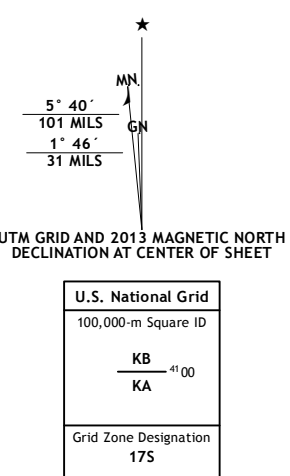 ★
MN
5° 40´
101 MILS
GN
1° 46´
31 MILS
UTM GRID AND 2013 MAGNETIC NORTH
DECLINATION AT CENTER OF SHEET
U.S. National Grid
100,000-m Square ID
KB
4100
KA
Grid Zone Designation
17S